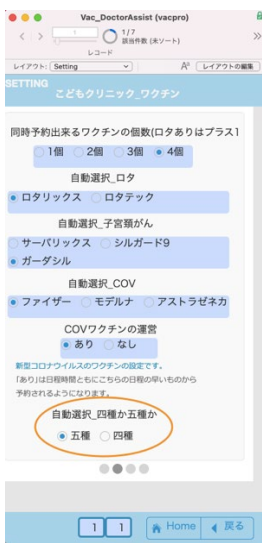 Vac_DoctorAssist (vacpro)
1
1/7
該当件数 (未ソート)
レコード
レイアウト: Setting
Aª レイアウトの編集
SETTING
こどもクリニック_ワクチン
同時予約出来るワクチンの個数(ロタありはプラス1
1個 2個 3個 4個
自動選択_ロタ
ロタリックス ロタテック
自動選択_子宮頚がん
サーバリックス シルガード9
ガーダシル
自動選択_COV
ファイザー モデルナ アストラゼネカ
COVワクチンの運営
あり なし
新型コロナウイルスのワクチンの設定です。
「あり」は日程時間ともにこちらの日程の早いものから
予約されるようになります。
自動選択_四種か五種か
五種 四種
1 1 Home 戻る